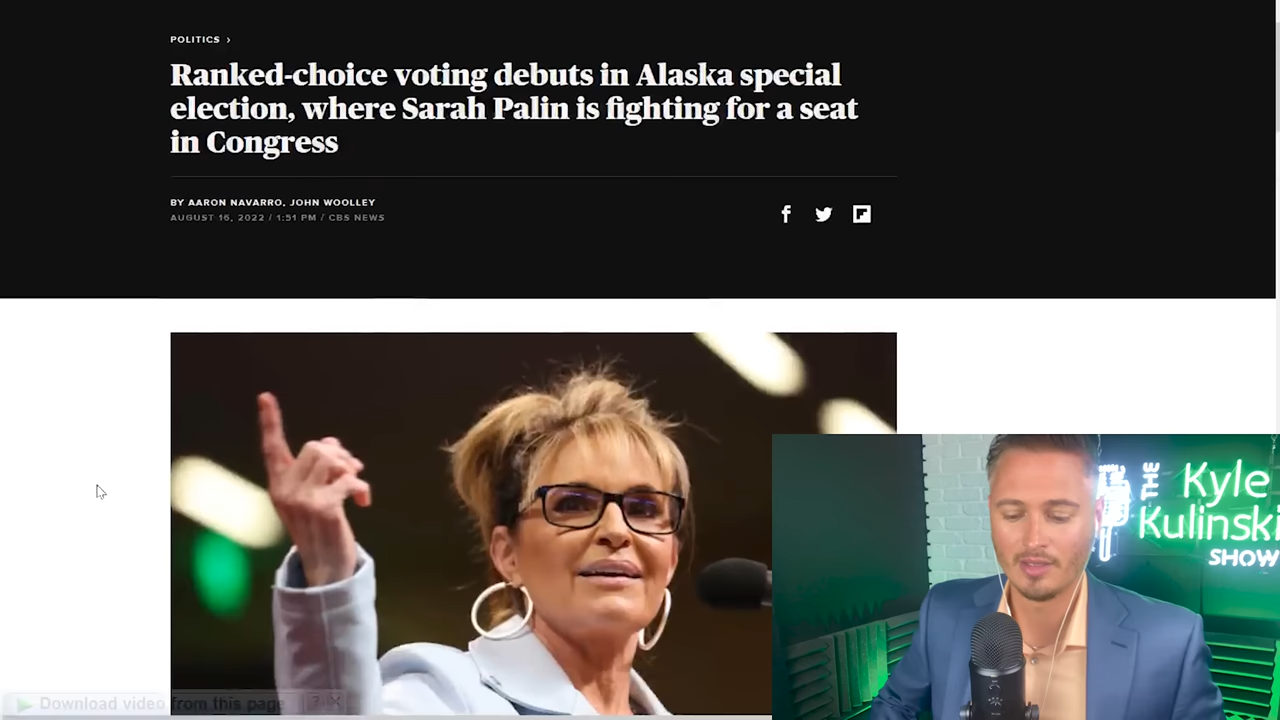 POLITICS ›
Ranked-choice voting debuts in Alaska special
election, where Sarah Palin is fighting for a seat
in Congress
BY AARON NAVARRO, JOHN WOOLLEY
AUGUST 16, 2022 / 1:51 PM / CBS NEWS
THE
Kyle
Kulinski
SHOW
Download video from this page
? X